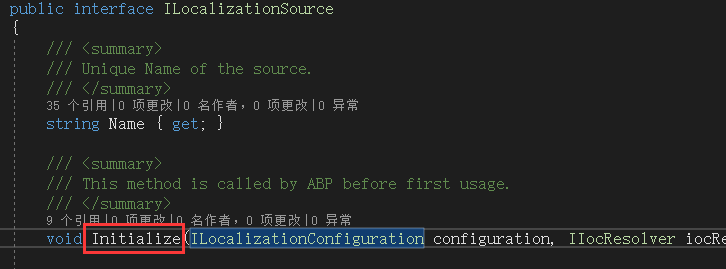 public interface ILocalizationSource
{
/// <summary>
/// Unique Name of the source.
/// </summary>
35 个引用|0 项更改|0 名作者，0 项更改|0 异常
string Name { get; }
/// <summary>
/// This method is called by ABP before first usage.
/// </summary>
9 个引用|0 项更改|0 名作者，0 项更改|0 异常
void Initialize(ILocalizationConfiguration configuration, IIocResolver iocRe